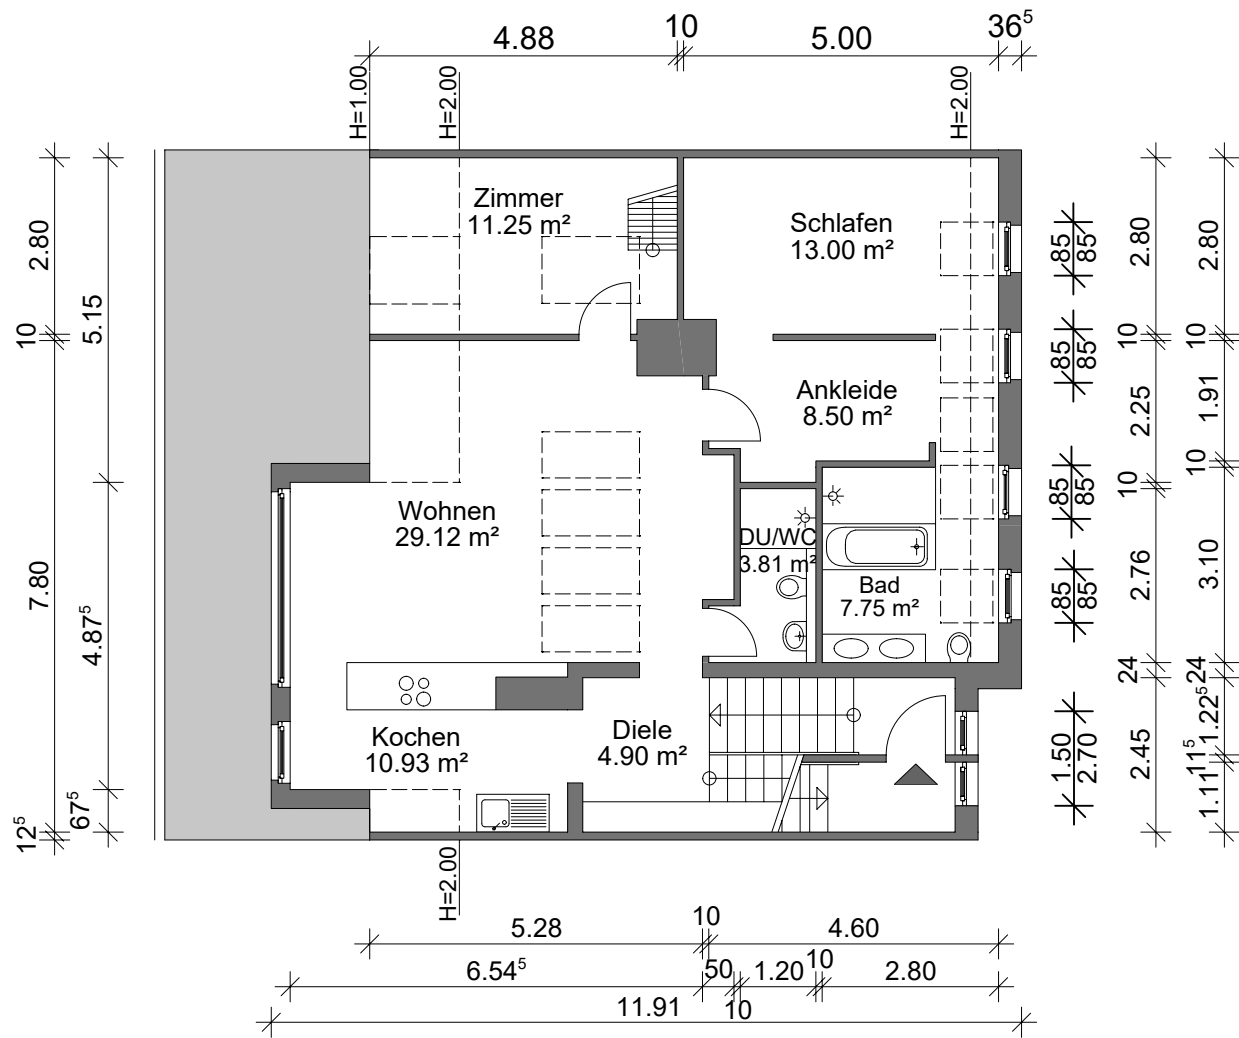 4.88
10
5.00
36⁵
H=1.00
H=2.00
H=2.00
Zimmer
11.25 m²
Schlafen
13.00 m²
Ankleide
8.50 m²
Wohnen
29.12 m²
DU/WC
3.81 m²
Bad
7.75 m²
Kochen
10.93 m²
Diele
4.90 m²
2.80
10
7.80
12⁵
5.15
4.87⁵
67⁵
85
85
85
85
85
85
85
85
1.50
2.70
2.80
10
2.25
10
2.76
24
2.45
2.80
10
1.91
10
3.10
24
1.22⁵
11⁵
1.11
H=2.00
5.28
10
4.60
6.54⁵
50
1.20
10
2.80
11.91
10